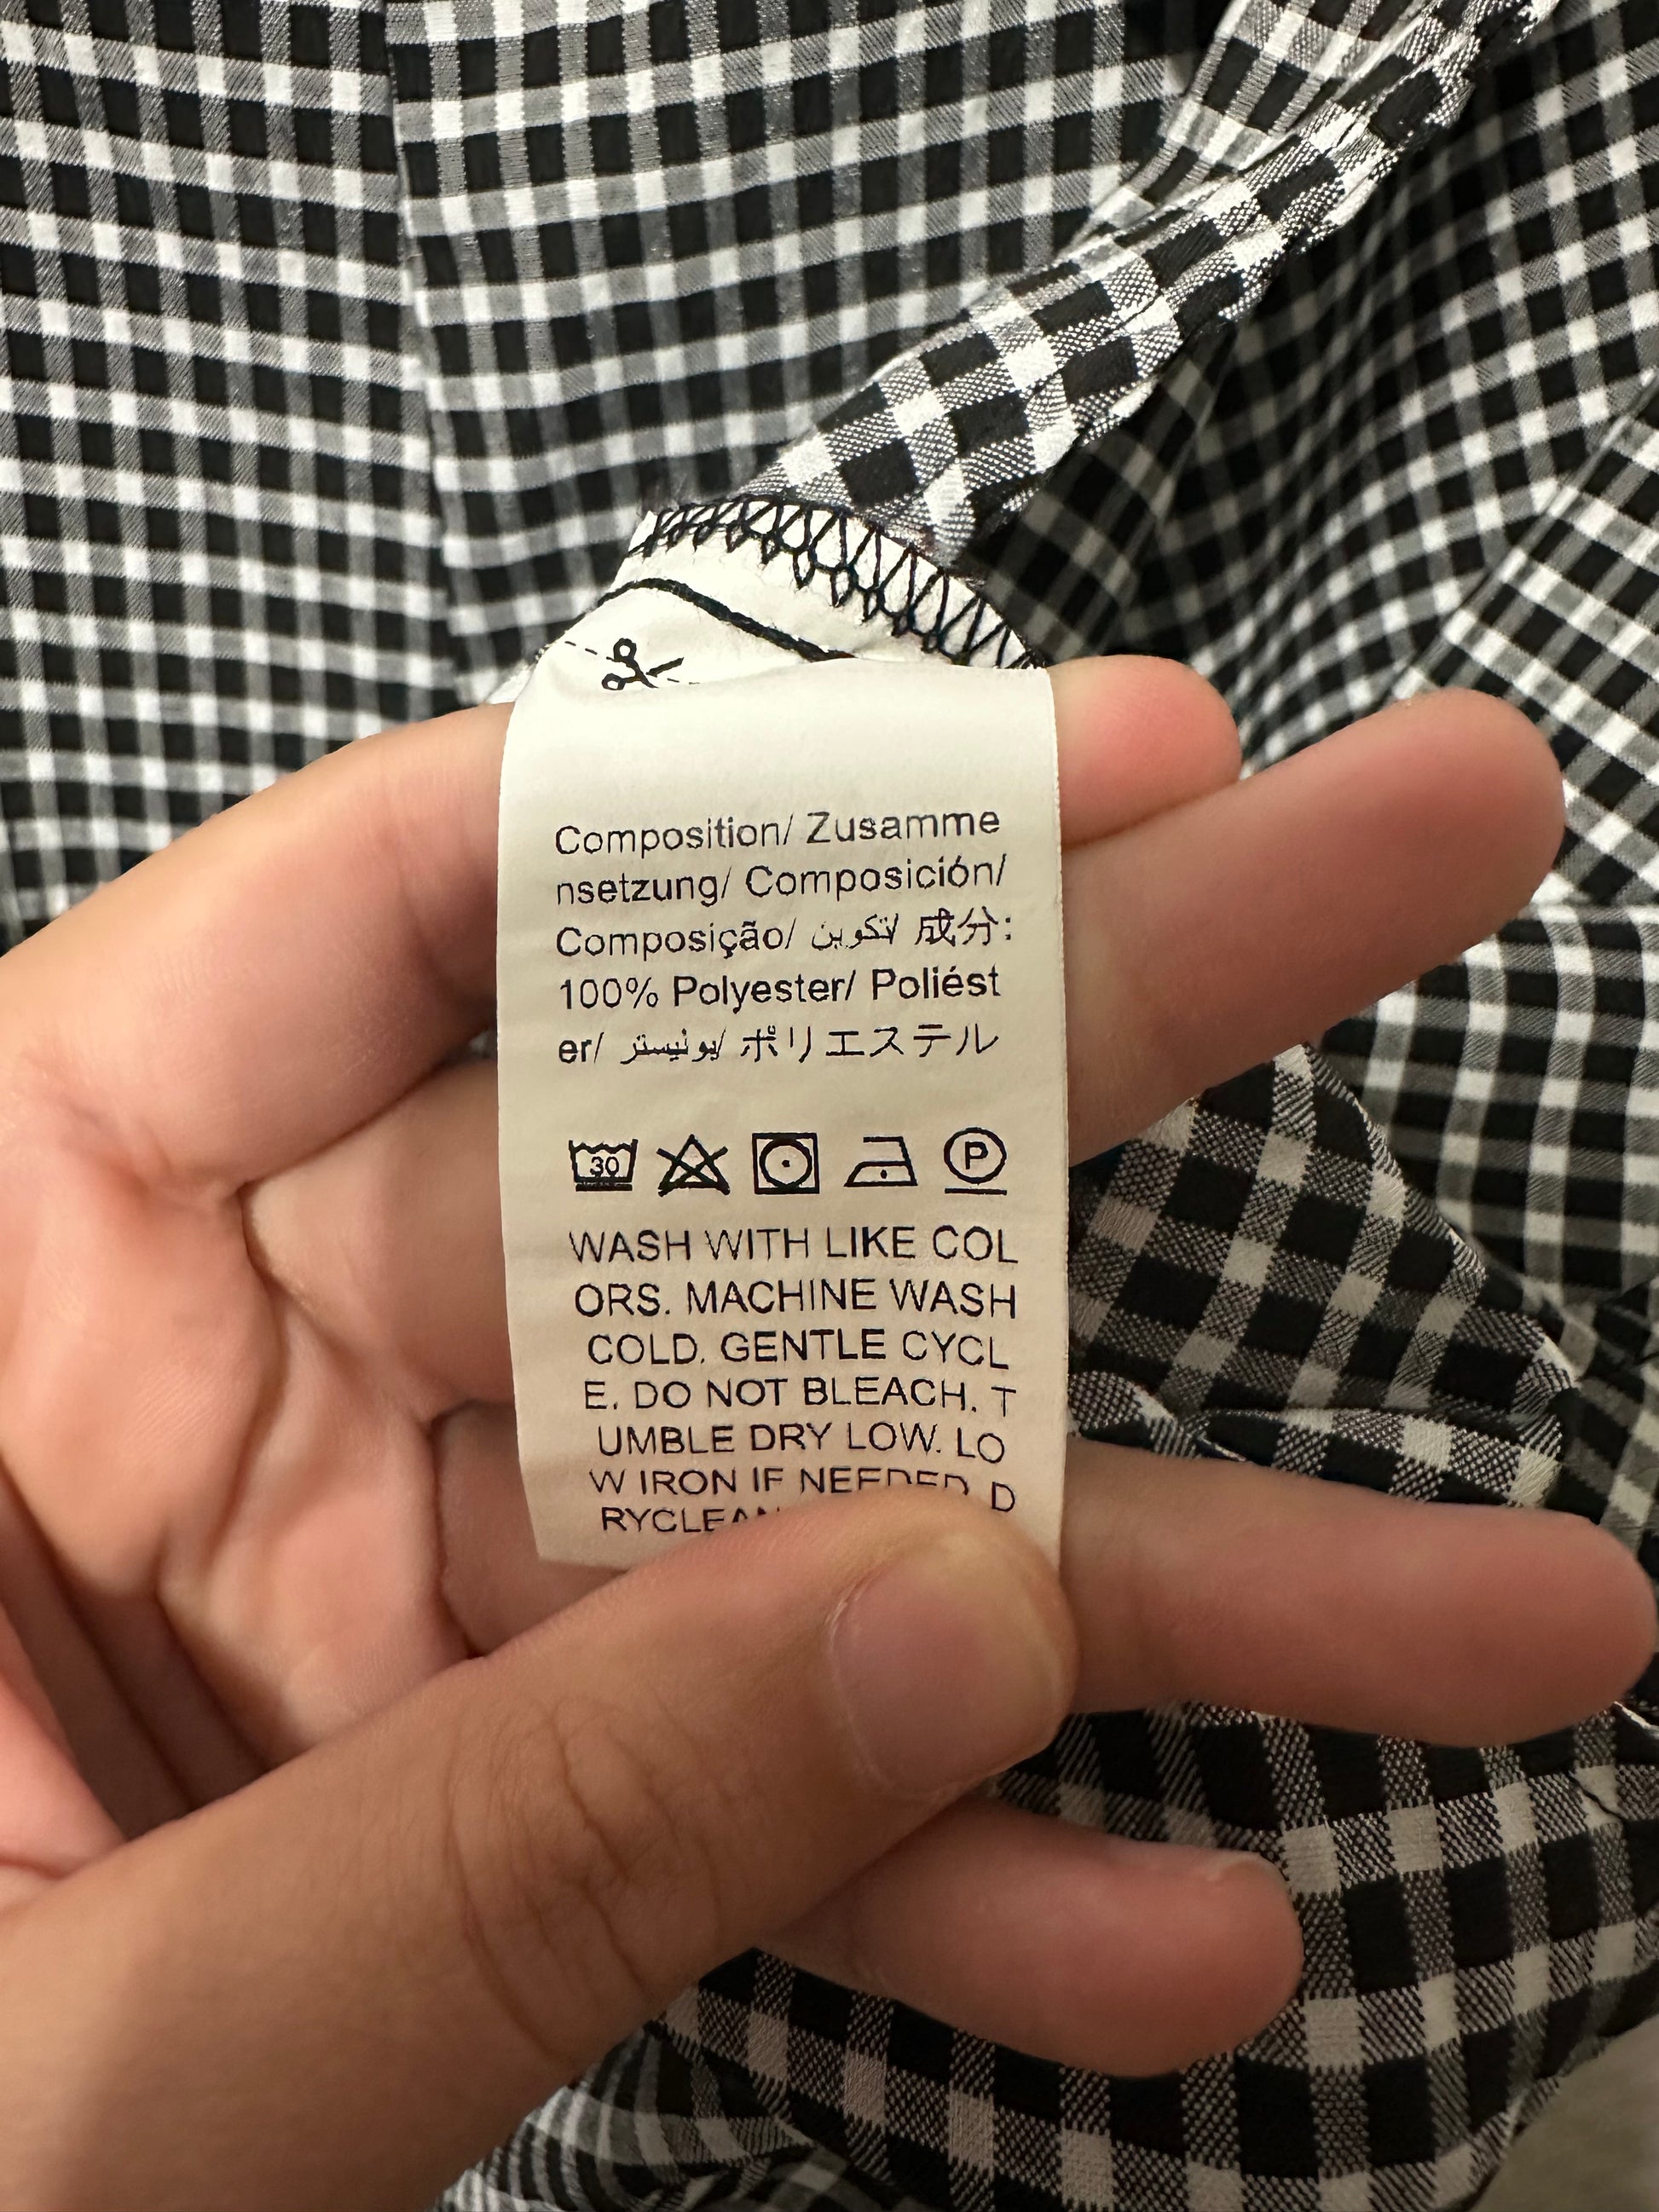 Composition/ Zusamme
nsetzung/ Composición/
Composição/ تكوين/ 成分:
100% Polyester/ Poliést
er/ بوليستر/ ポリエステル
30
P
WASH WITH LIKE COL
ORS. MACHINE WASH
COLD. GENTLE CYCL
E. DO NOT BLEACH. T
UMBLE DRY LOW. LO
W IRON IF NEEDED. D
RYCLEAN